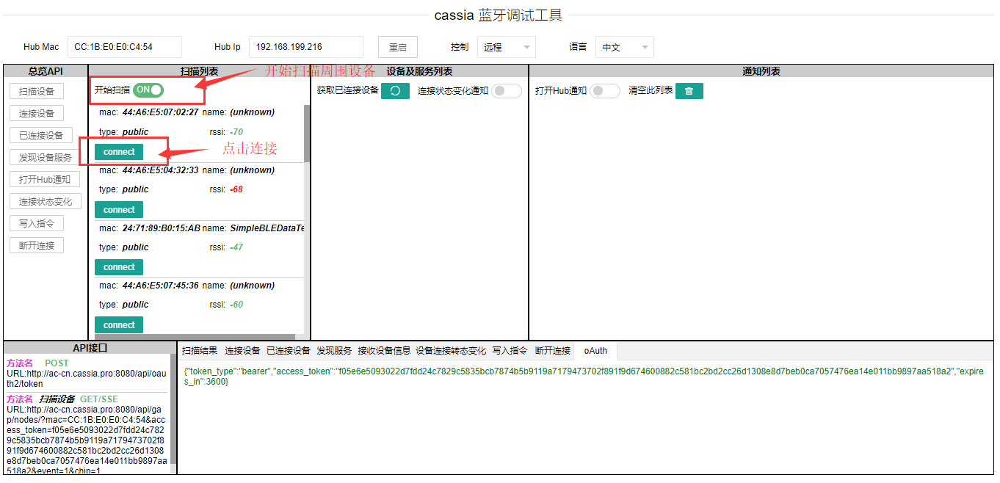 cassia 蓝牙调试工具
Hub Mac CC:1B:E0:E0:C4:54 Hub Ip 192.168.199.216 重启 控制 远程 语言 中文
总览API
扫描设备
连接设备
已连接设备
发现设备服务
打开Hub通知
连接状态变化
写入指令
断开连接
扫描列表
开始扫描周围设备
开始扫描 ON
mac: 44:A6:E5:07:02:27 name: (unknown)
type: public rssi: -70
connect
点击连接
mac: 44:A6:E5:04:32:33 name: (unknown)
type: public rssi: -68
connect
mac: 24:71:89:B0:15:AB name: SimpleBLEDataTe
type: public rssi: -47
connect
mac: 44:A6:E5:07:45:36 name: (unknown)
type: public rssi: -60
connect
设备及服务列表
获取已连接设备 连接状态变化通知
通知列表
打开Hub通知 清空此列表
API接口
方法名 POST
URL:http://ac-cn.cassia.pro:8080/api/oau
th2/token
方法名 扫描设备 GET/SSE
URL:http://ac-cn.cassia.pro:8080/api/ga
p/nodes/?mac=CC:1B:E0:E0:C4:54&acc
ess_token=f05e6e5093022d7fdd24c782
9c5835bcb7874b5b9119a7179473702f8
91f9d674600882c581bc2bd2cc26d1308
e8d7beb0ca7057476ea14e011bb9897aa
518a2&event=1&chip=1
扫描结果 连接设备 已连接设备 发现服务 接收设备信息 设备连接转态变化 写入指令 断开连接 oAuth
{"token_type":"bearer","access_token":"f05e6e5093022d7fdd24c7829c5835bcb7874b5b9119a7179473702f891f9d674600882c581bc2bd2cc26d1308e8d7beb0ca7057476ea14e011bb9897aa518a2","expire
s_in":3600}